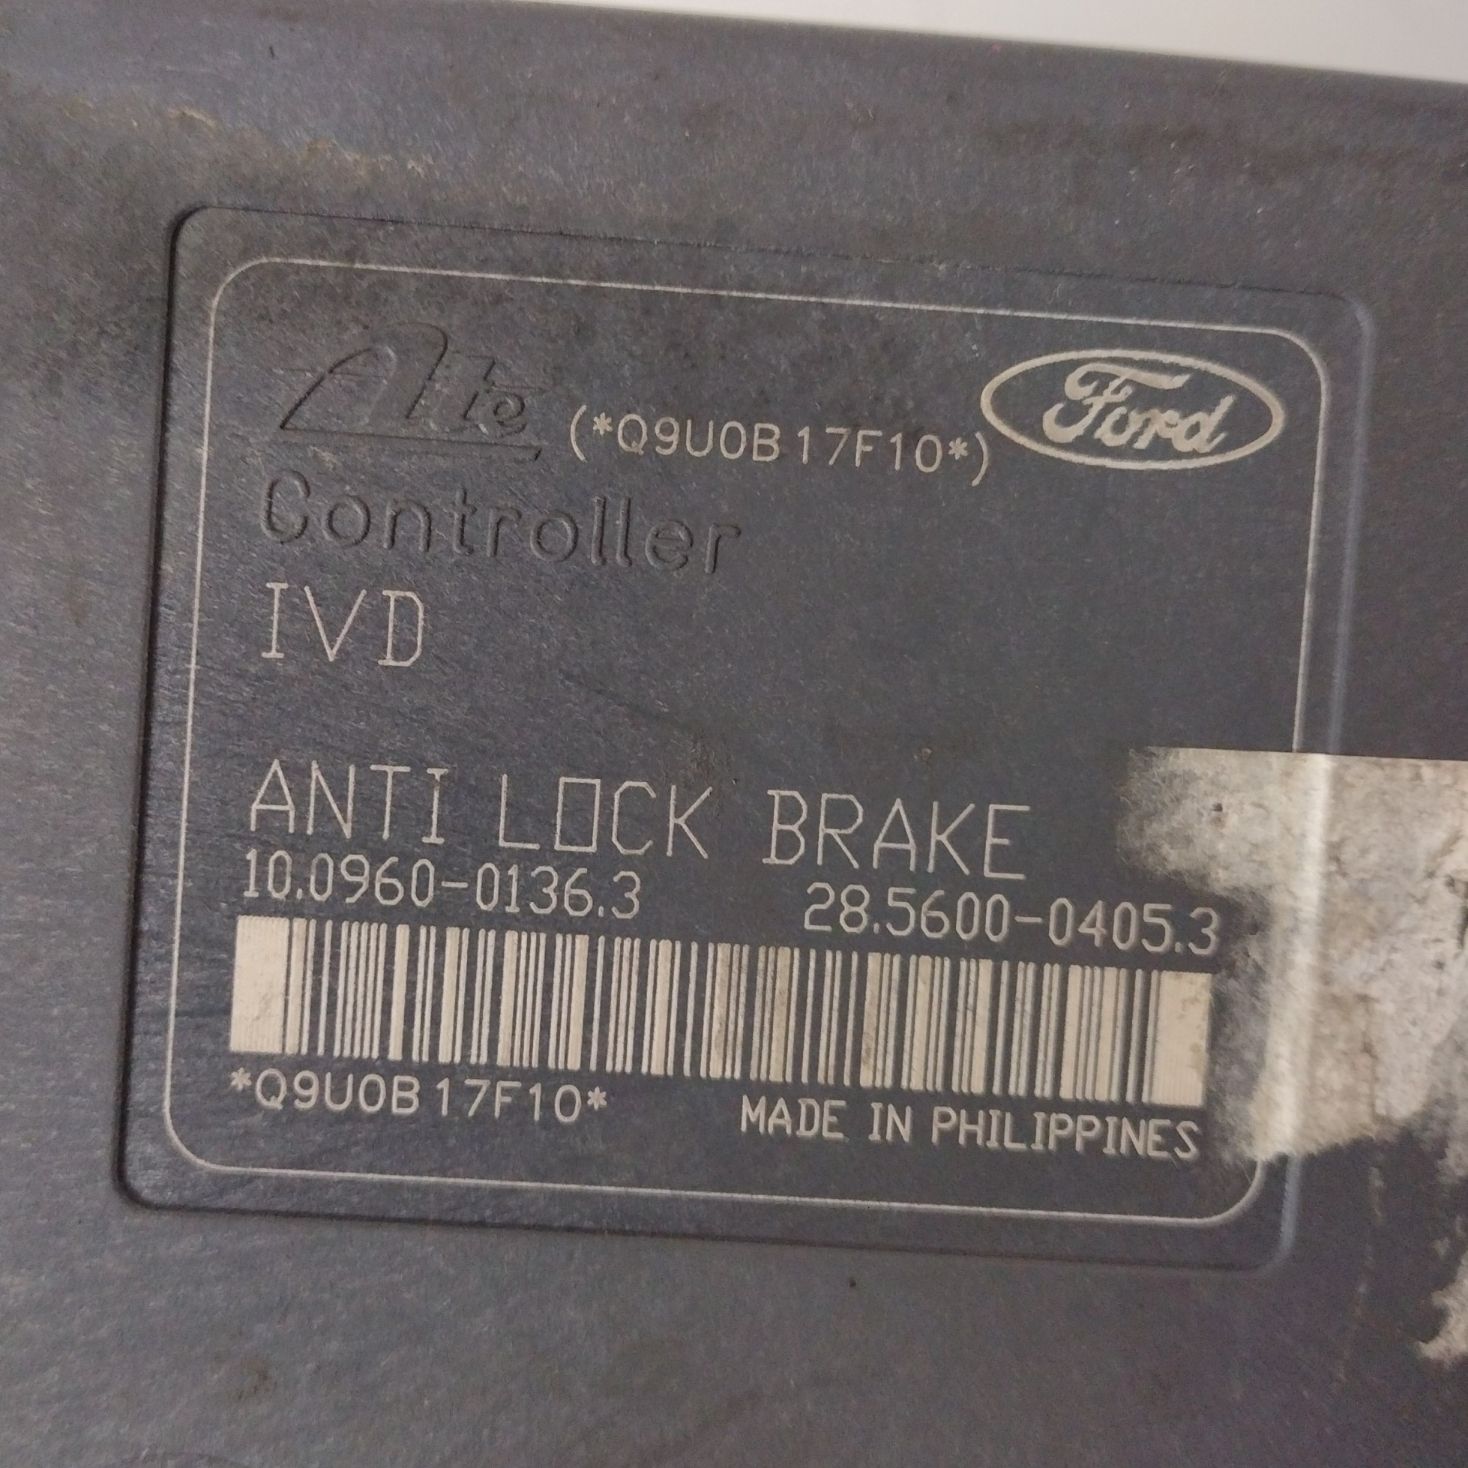 Ate (*Q9U0B17F10*) Ford
Controller
IVD
ANTI LOCK BRAKE
10.0960-0136.3 28.5600-0405.3
*Q9U0B17F10* MADE IN PHILIPPINES